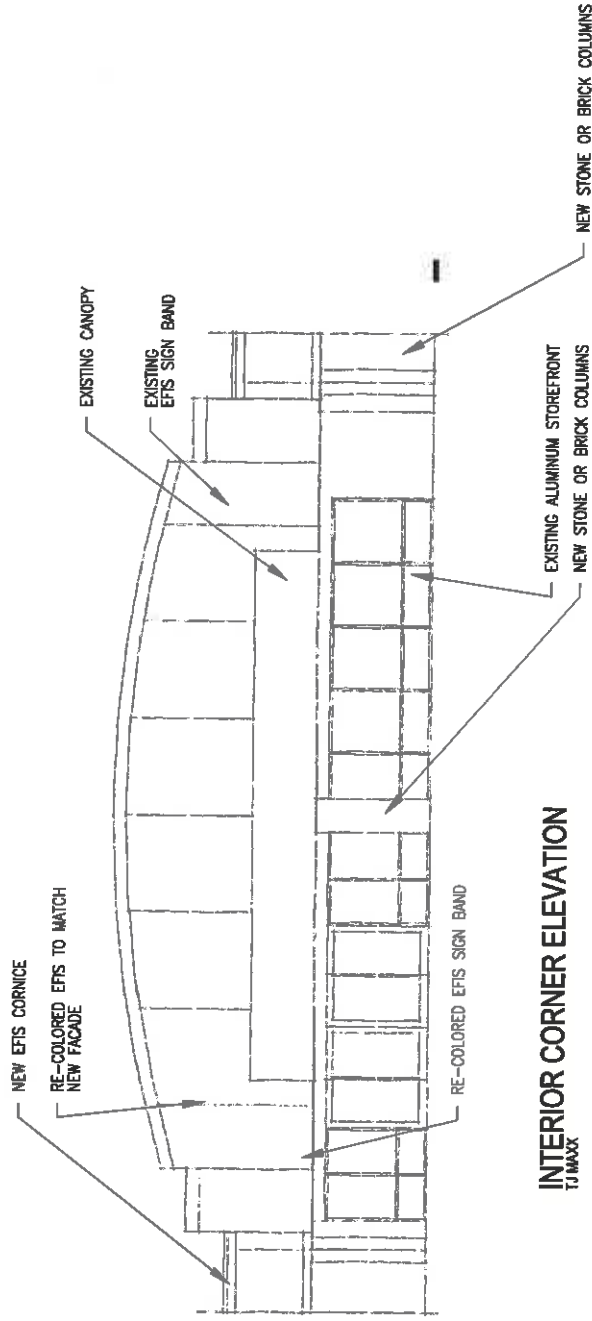 NEW EFIS CORNICE
RE-COLORED EFIS TO MATCH
NEW FACADE
EXISTING CANOPY
EXISTING
EFIS SIGN BAND
RE-COLORED EFIS SIGN BAND
EXISTING ALUMINUM STOREFRONT
NEW STONE OR BRICK COLUMNS
NEW STONE OR BRICK COLUMNS
INTERIOR CORNER ELEVATION
TJ MAXX